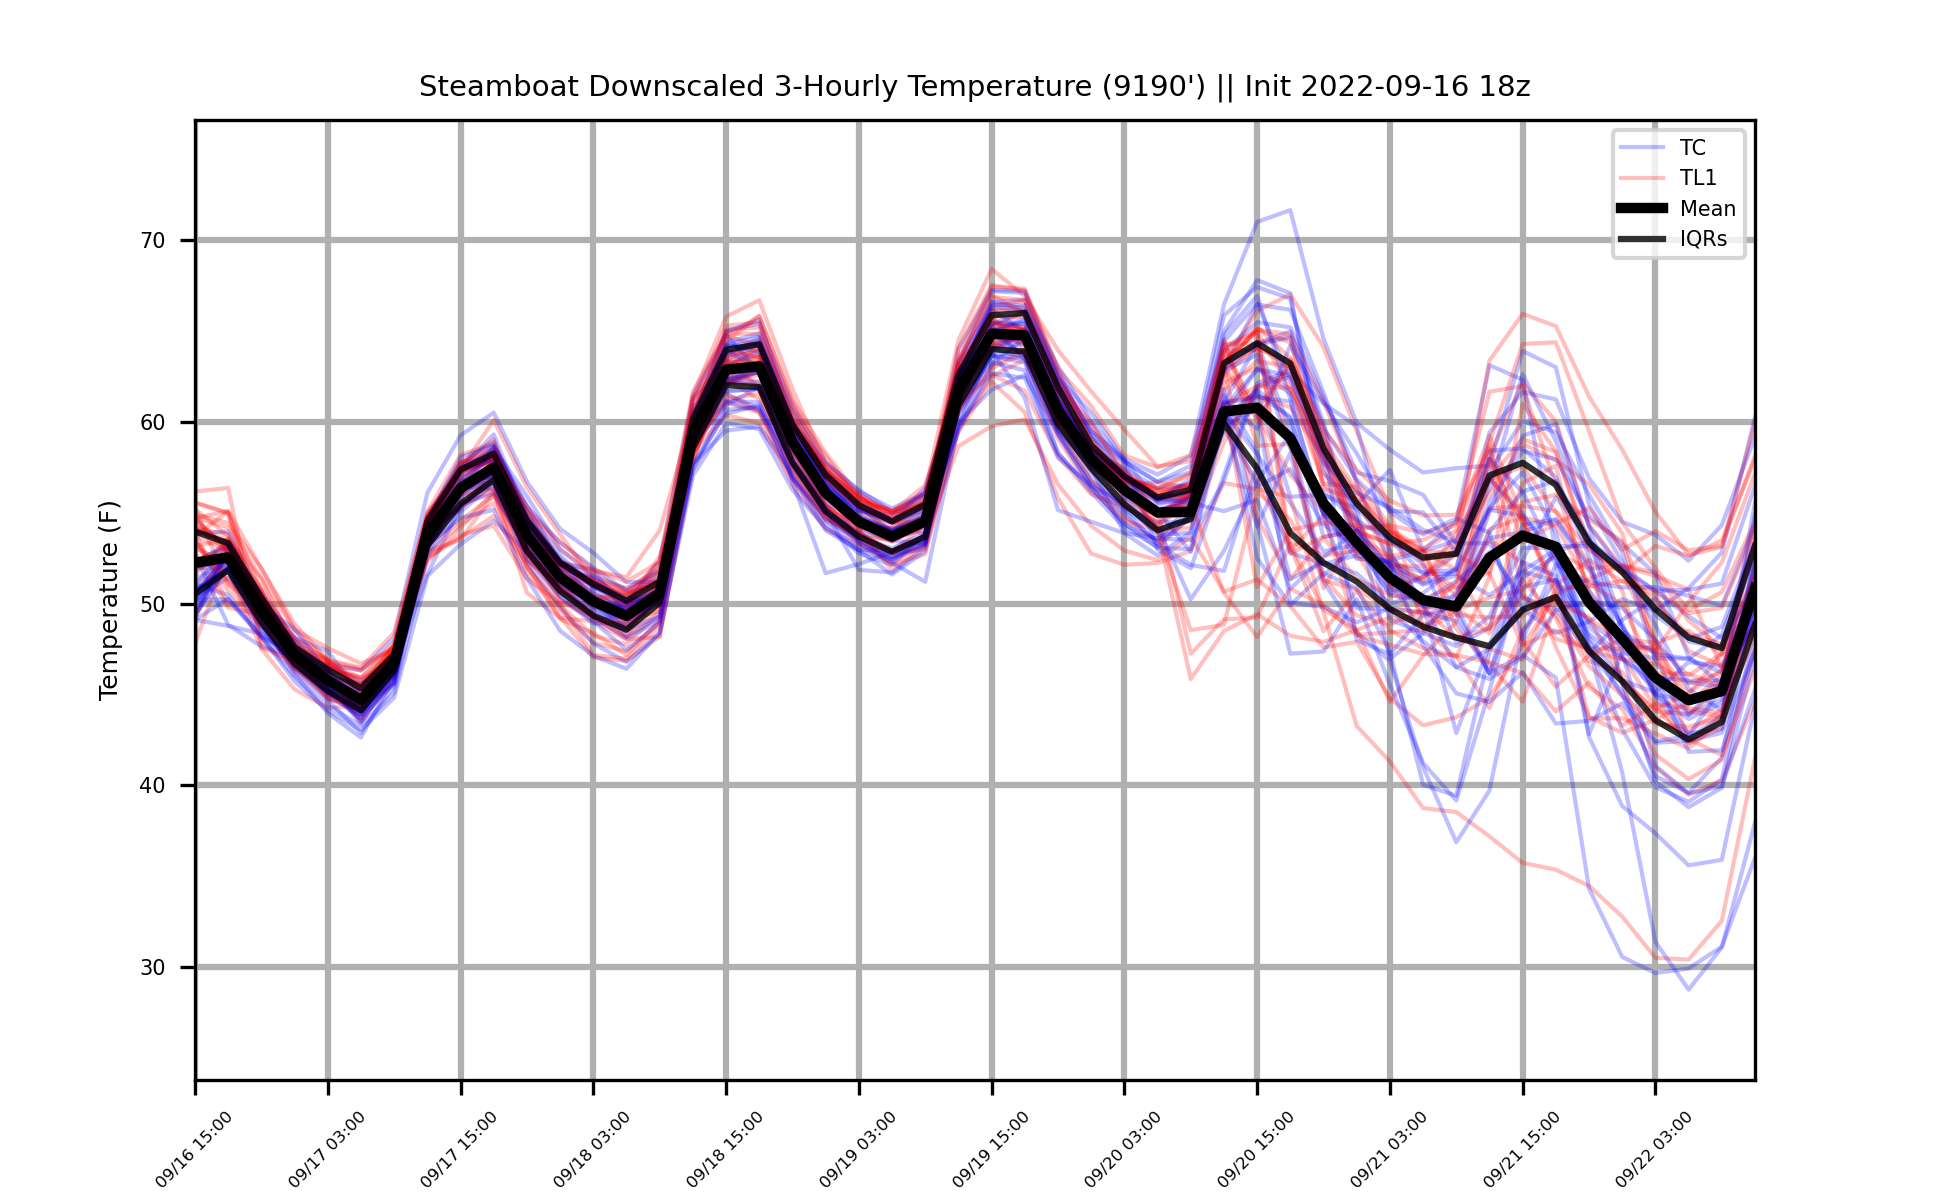 Steamboat Downscaled 3-Hourly Temperature (9190') || Init 2022-09-16 18z
TC
TL1
Mean
IQRs
Temperature (F)
70
60
50
40
30
09/16 15:00
09/17 03:00
09/17 15:00
09/18 03:00
09/18 15:00
09/19 03:00
09/19 15:00
09/20 03:00
09/20 15:00
09/21 03:00
09/21 15:00
09/22 03:00